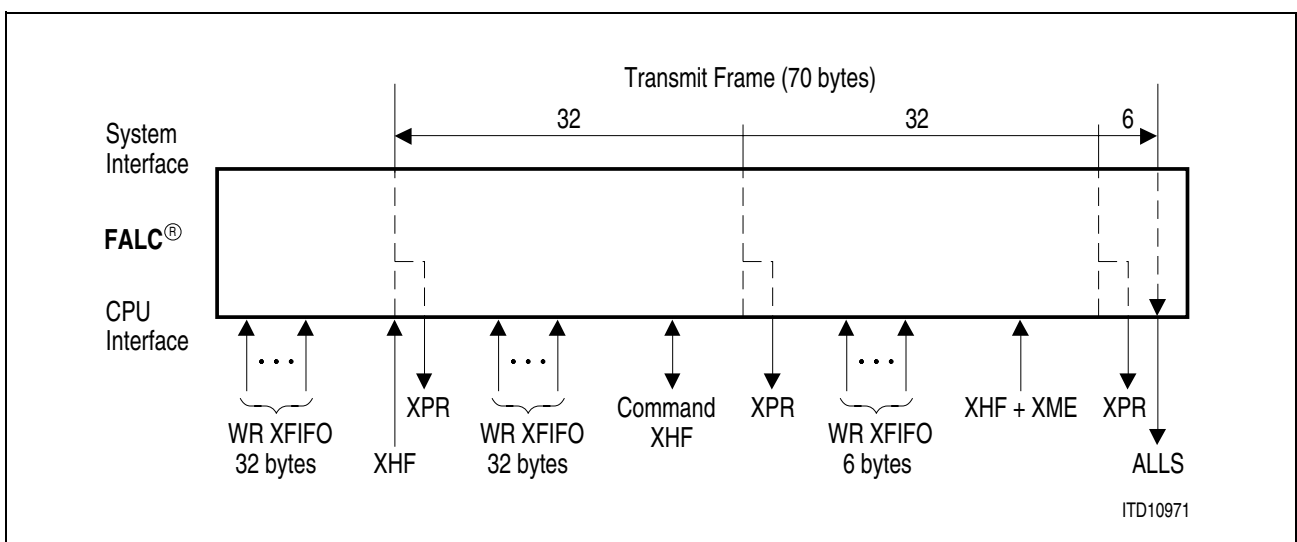 Transmit Frame (70 bytes)
32 32 6
System
Interface
FALC®
CPU
Interface
• • • • • • • • •
XPR Command XPR XHF + XME XPR
WR XFIFO WR XFIFO XHF WR XFIFO
32 bytes XHF 32 bytes 6 bytes ALLS
ITD10971